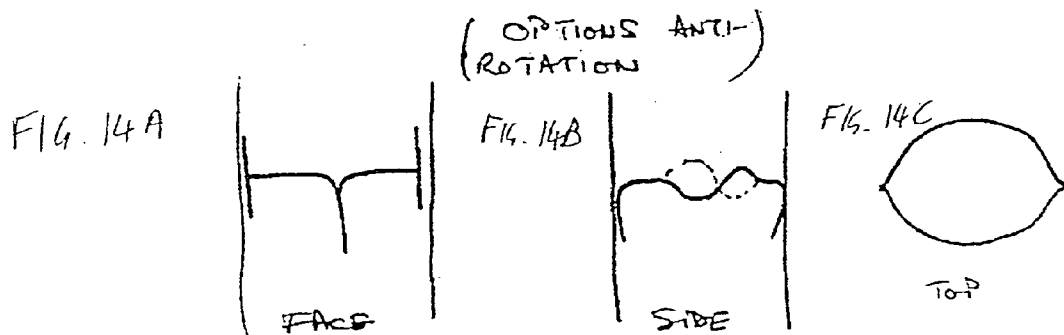 (OPTIONS ANTI-
ROTATION)
FIG. 14A
FIG. 14B
FIG. 14C
FACE
SIDE
TOP